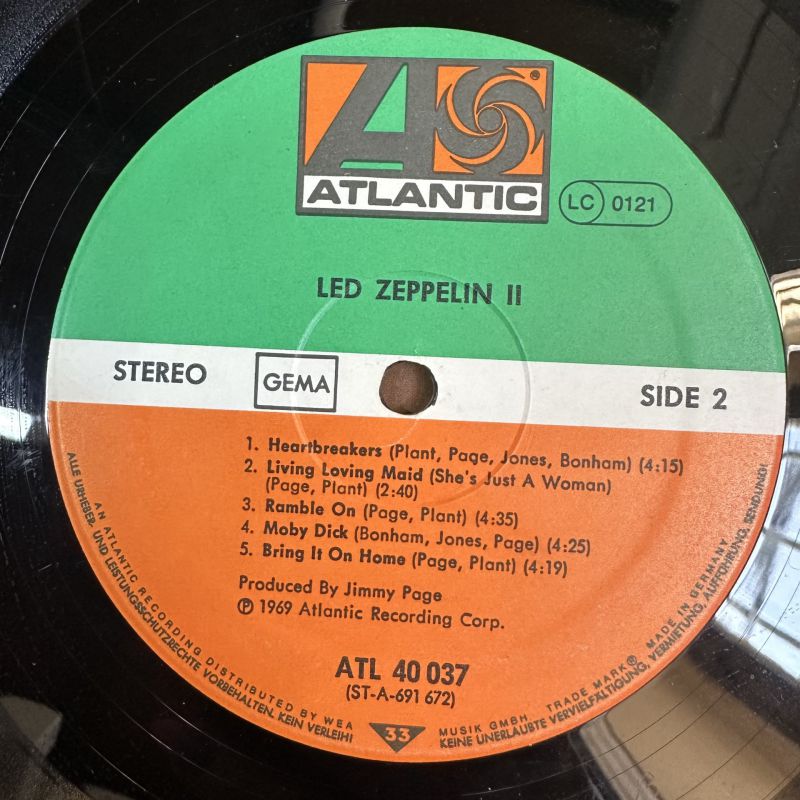 ATLANTIC
®
LC 0121
LED ZEPPELIN II
STEREO
GEMA
SIDE 2
1. Heartbreakers (Plant, Page, Jones, Bonham) (4:15)
2. Living Loving Maid (She's Just A Woman)
(Page, Plant) (2:40)
3. Ramble On (Page, Plant) (4:35)
4. Moby Dick (Bonham, Jones, Page) (4:25)
5. Bring It On Home (Page, Plant) (4:19)
Produced By Jimmy Page
℗ 1969 Atlantic Recording Corp.
ATL 40 037
(ST-A-691 672)
33
AN ATLANTIC RECORDING DISTRIBUTED BY WEA MUSIK GMBH. TRADE MARK® MADE IN GERMANY
ALLE URHEBER- UND LEISTUNGSSCHUTZRECHTE VORBEHALTEN. KEIN VERLEIH! KEINE UNERLAUBTE VERVIELFÄLTIGUNG, VERMIETUNG, AUFFÜHRUNG, SENDUNG!